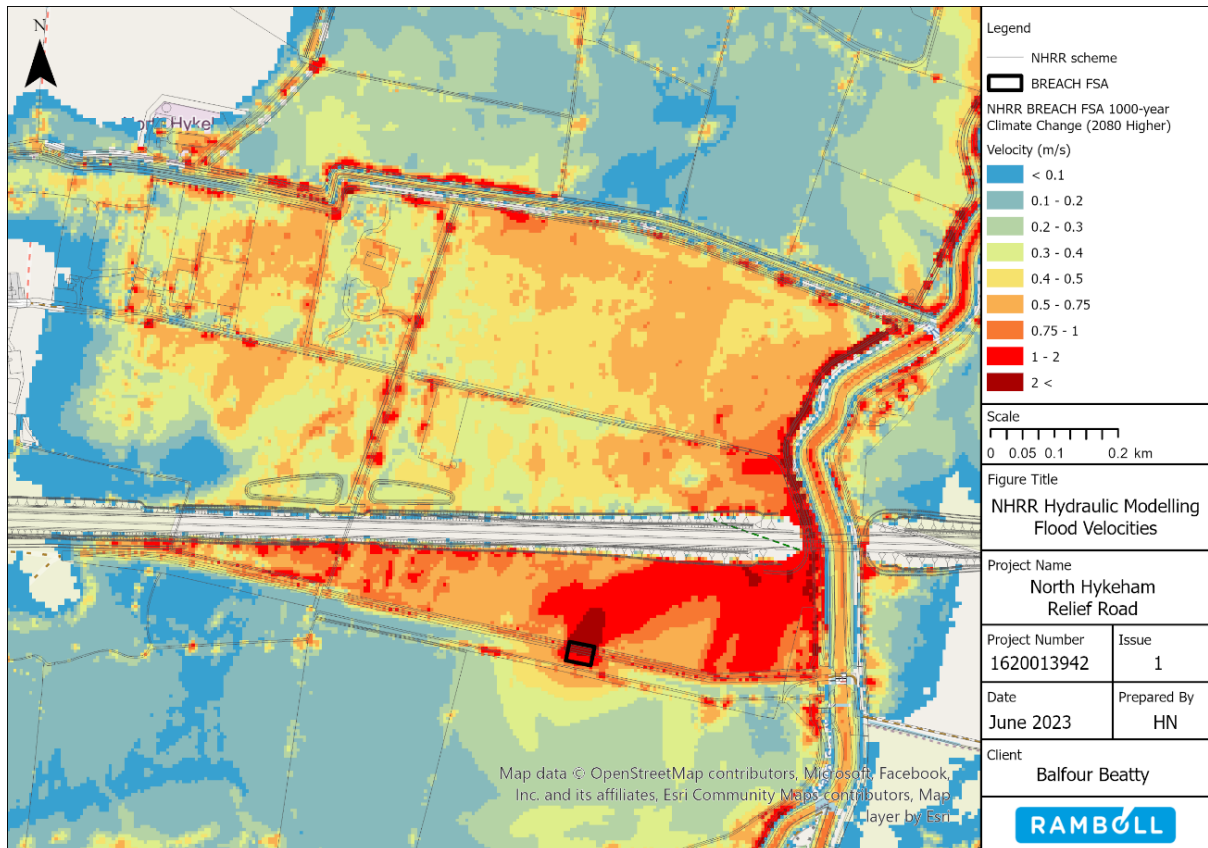 N
Hykel
Map data © OpenStreetMap contributors, Microsoft, Facebook,
Inc. and its affiliates, Esri Community Maps contributors, Map
layer by Esri
Legend
NHRR scheme
BREACH FSA
NHRR BREACH FSA 1000-year
Climate Change (2080 Higher)
Velocity (m/s)
< 0.1
0.1 - 0.2
0.2 - 0.3
0.3 - 0.4
0.4 - 0.5
0.5 - 0.75
0.75 - 1
1 - 2
2 <
Scale
0 0.05 0.1 0.2 km
Figure Title
NHRR Hydraulic Modelling
Flood Velocities
Project Name
North Hykeham
Relief Road
Project Number
1620013942
Issue
1
Date
June 2023
Prepared By
HN
Client
Balfour Beatty
RAMBOLL